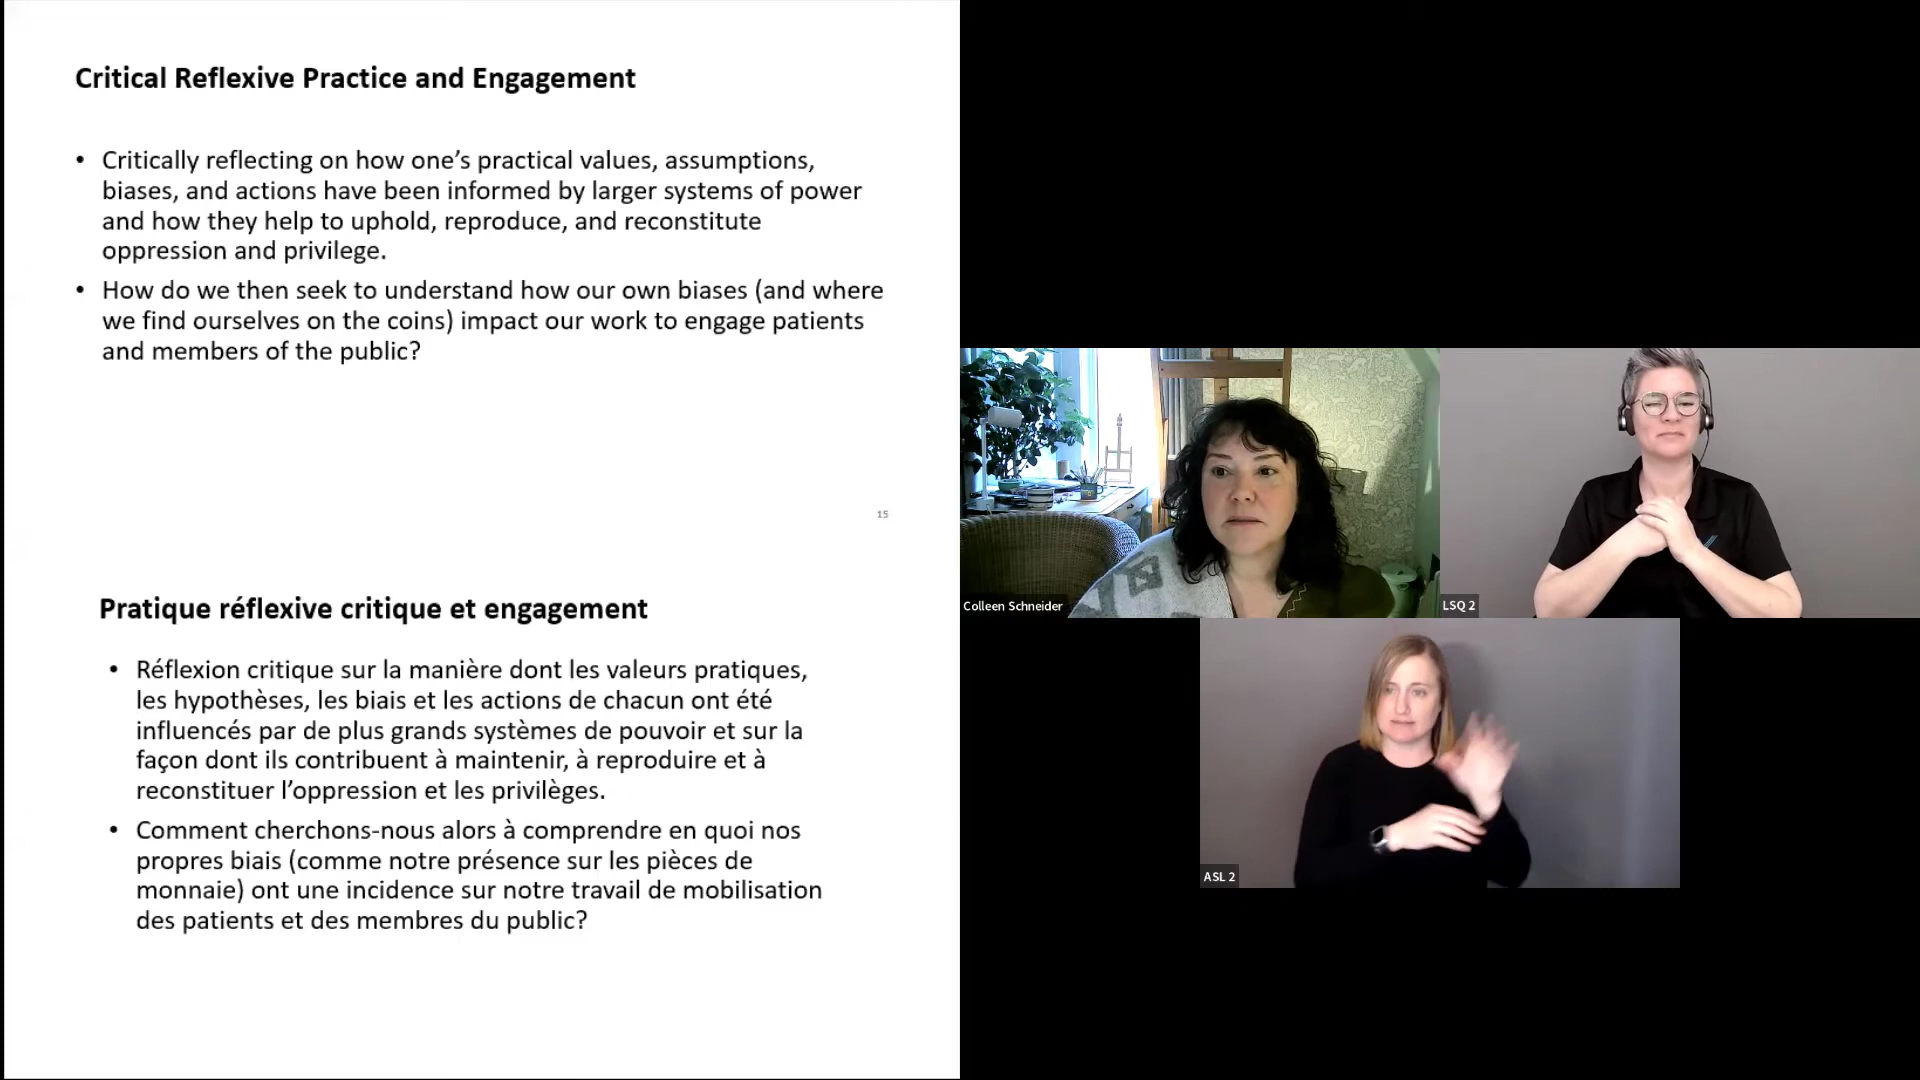 Critical Reflexive Practice and Engagement
• Critically reflecting on how one’s practical values, assumptions,
biases, and actions have been informed by larger systems of power
and how they help to uphold, reproduce, and reconstitute
oppression and privilege.
• How do we then seek to understand how our own biases (and where
we find ourselves on the coins) impact our work to engage patients
and members of the public?
15
Pratique réflexive critique et engagement
• Réflexion critique sur la manière dont les valeurs pratiques,
les hypothèses, les biais et les actions de chacun ont été
influencés par de plus grands systèmes de pouvoir et sur la
façon dont ils contribuent à maintenir, à reproduire et à
reconstituer l’oppression et les privilèges.
• Comment cherchons-nous alors à comprendre en quoi nos
propres biais (comme notre présence sur les pièces de
monnaie) ont une incidence sur notre travail de mobilisation
des patients et des membres du public?
Colleen Schneider
LSQ 2
ASL 2